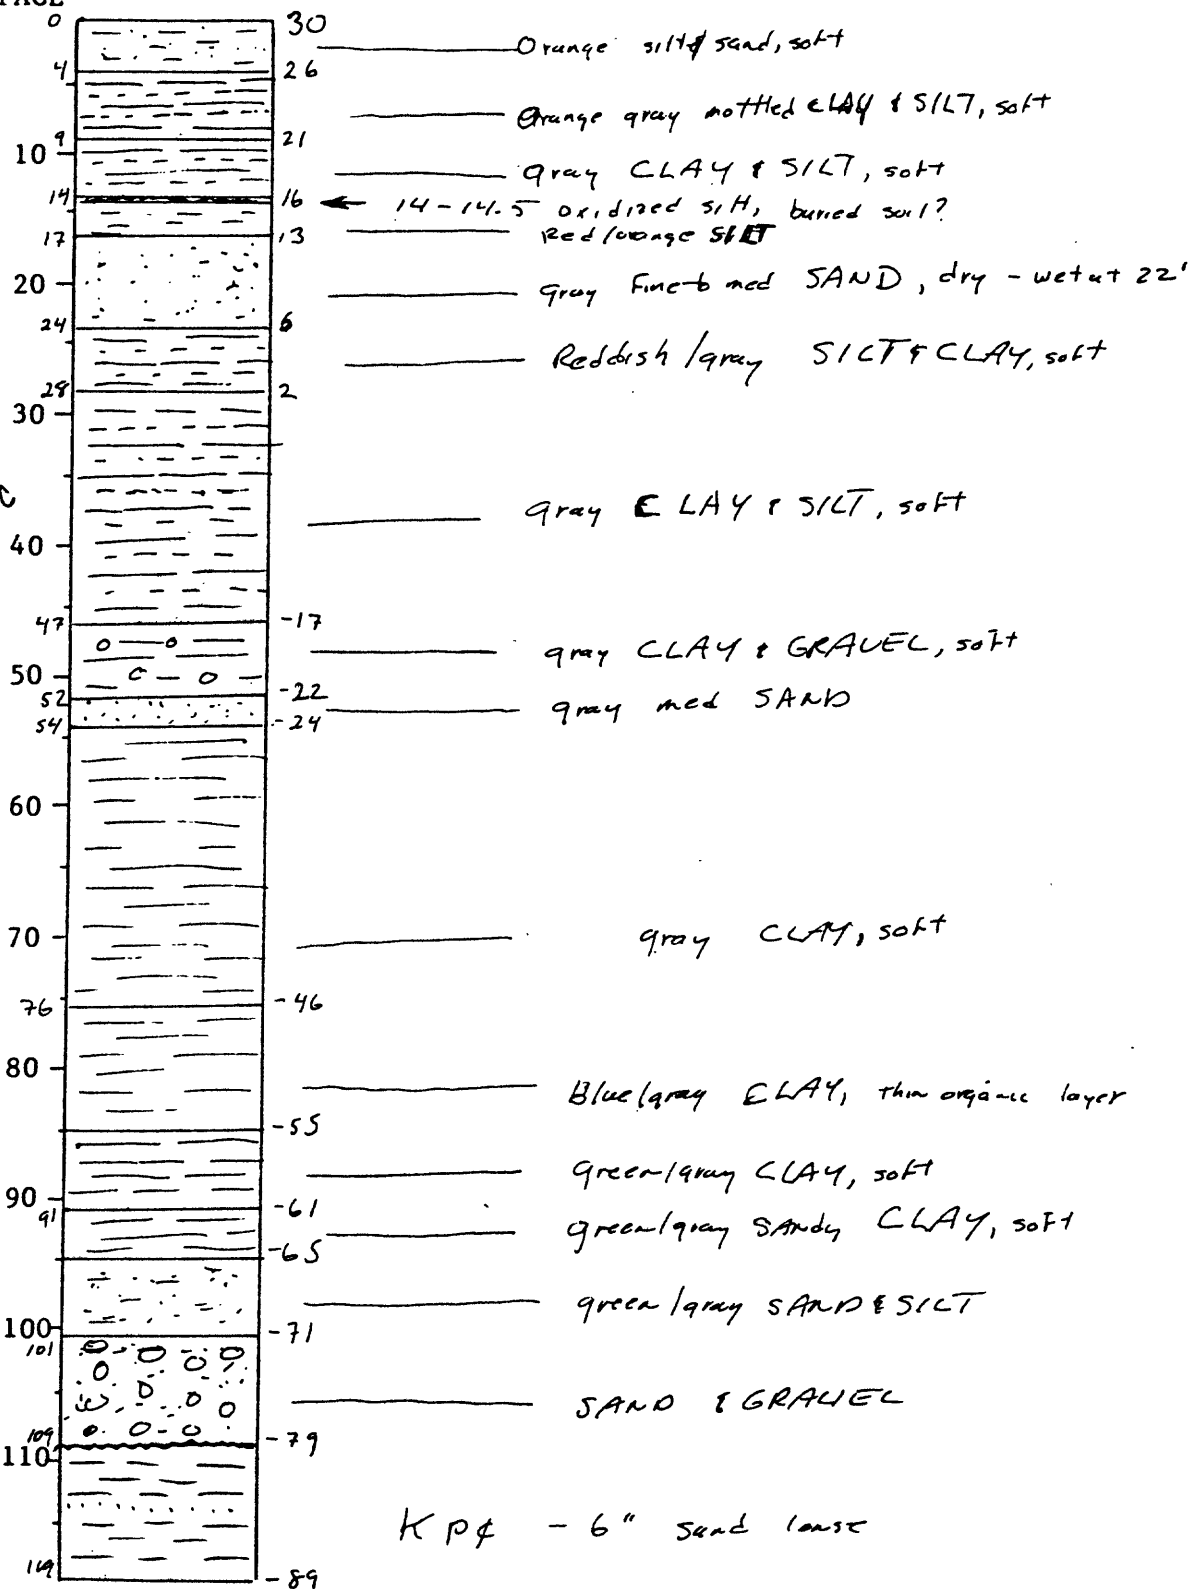 PAGE
0 30
Orange silt & sand, soft
4 26
Orange gray mottled CLAY & SILT, soft
9 21
10
gray CLAY & SILT, soft
14 16 14-14.5 oxidized silt, buried soil?
Red/orange SILT
17 13
20
gray Fine to med SAND, dry - wet at 22'
24 6
Reddish/gray SILT & CLAY, soft
28 2
30
gray CLAY & SILT, soft
40
47 -17
gray CLAY & GRAVEL, soft
50
52 -22
gray med SAND
54 -24
60
70
gray CLAY, soft
76 -46
80
Blue/gray CLAY, thin organic layer
-55
green/gray CLAY, soft
90
91 -61
green/gray SANDy CLAY, soft
-65
green/gray SAND & SILT
100
101 -71
SAND & GRAVEL
109 -79
110
- 6" sand lense
119 -89